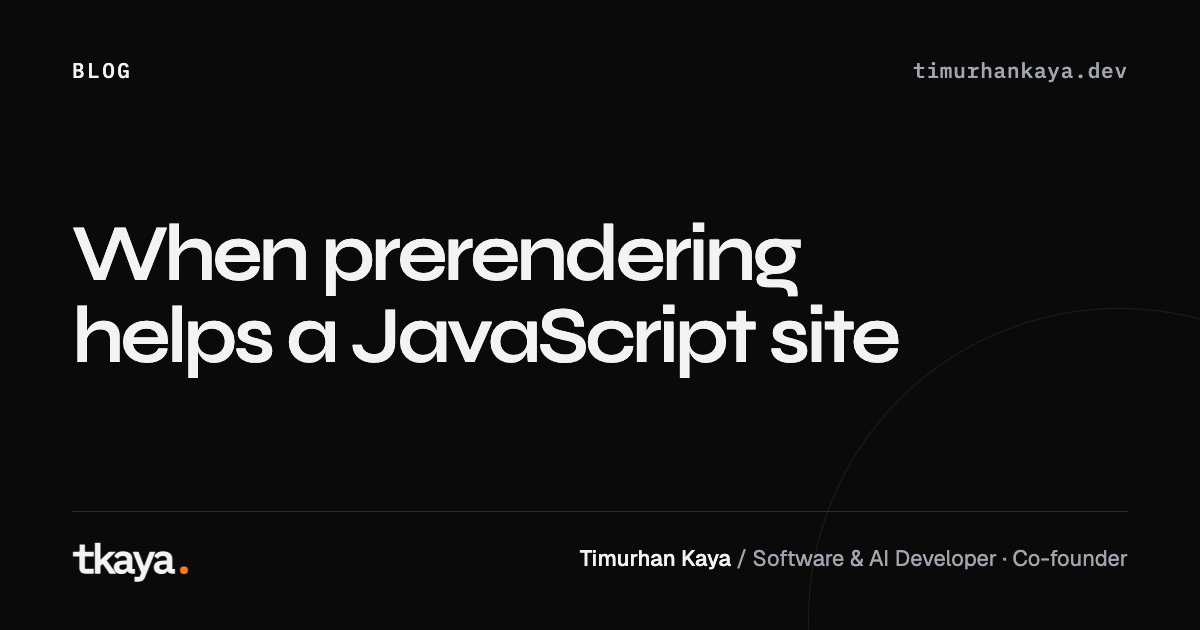 BLOG
timurhankaya.dev
When prerendering
helps a JavaScript site
tkaya.
Timurhan Kaya / Software & AI Developer · Co-founder